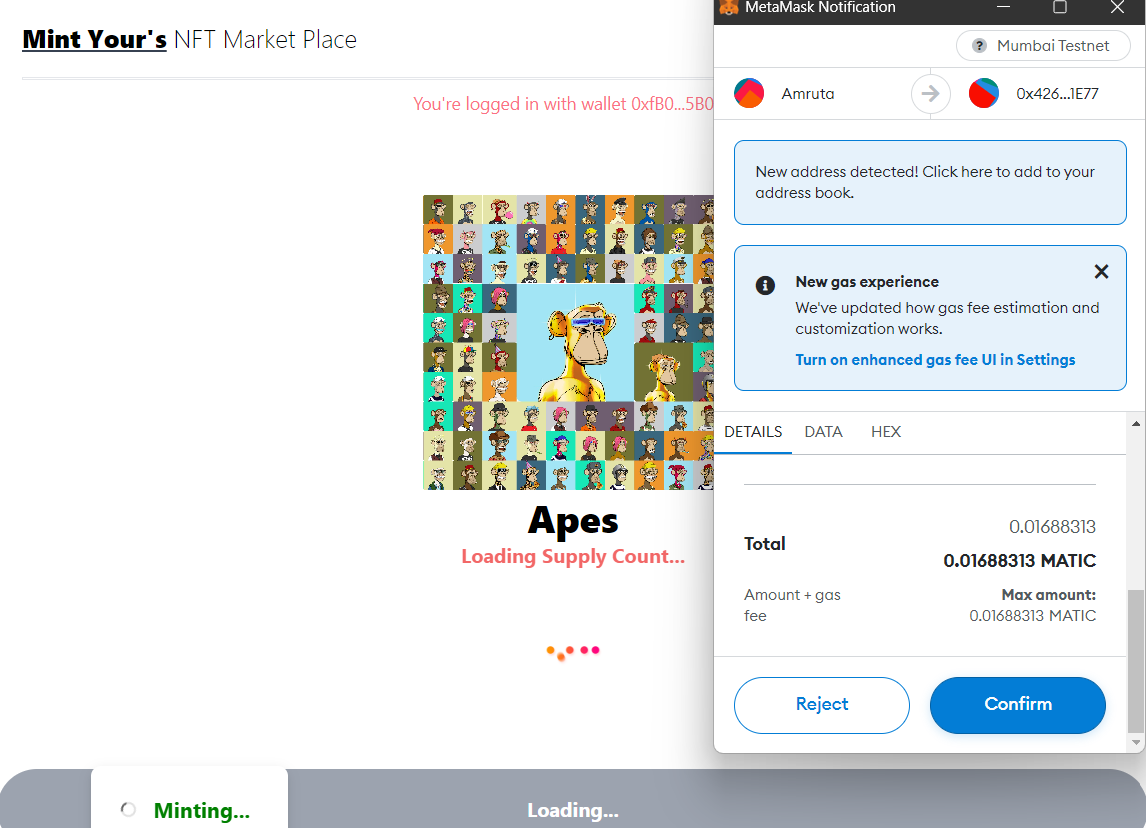 Mint Your's NFT Market Place
You're logged in with wallet 0xfB0...5B0
Apes
Loading Supply Count...
Minting...
Loading...
MetaMask Notification
? Mumbai Testnet
Amruta
0x426...1E77
New address detected! Click here to add to your
address book.
New gas experience
We've updated how gas fee estimation and
customization works.
Turn on enhanced gas fee UI in Settings
DETAILS DATA HEX
0.01688313
Total
0.01688313 MATIC
Amount + gas
fee
Max amount:
0.01688313 MATIC
Reject
Confirm